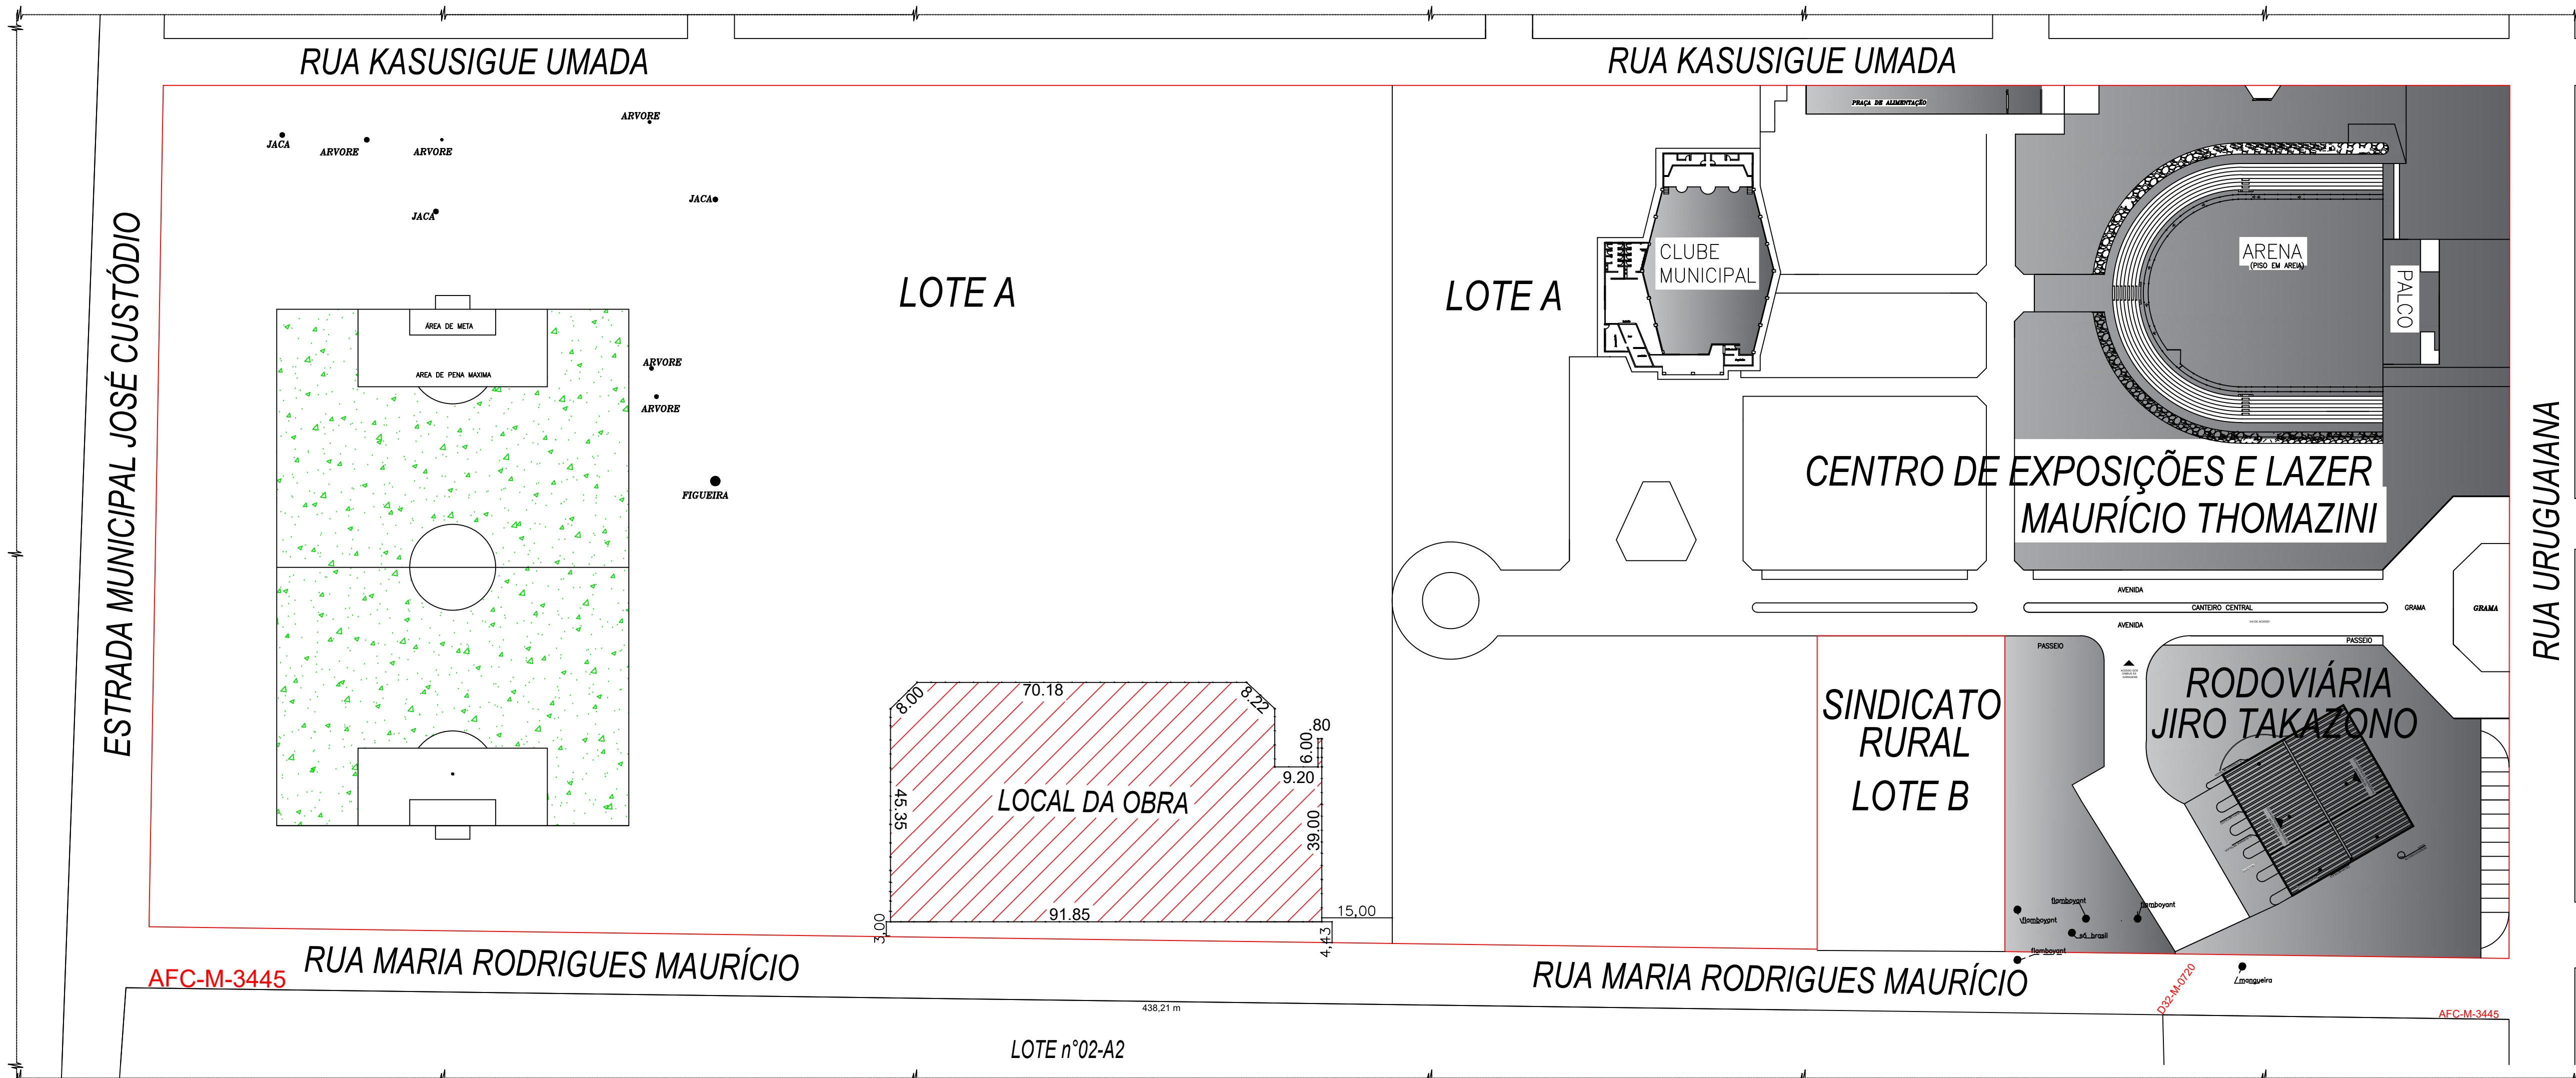 RUA KASUSIGUE UMADA
RUA KASUSIGUE UMADA
PRAÇA DE ALIMENTAÇÃO
ARVORE
JACA
ARVORE
ARVORE
JACA
JACA
ESTRADA MUNICIPAL JOSÉ CUSTÓDIO
LOTE A
LOTE A
CLUBE
MUNICIPAL
ARENA
(PISO EM AREIA)
PALCO
ÁREA DE META
AREA DE PENA MAXIMA
ARVORE
ARVORE
FIGUEIRA
CENTRO DE EXPOSIÇÕES E LAZER
MAURÍCIO THOMAZINI
RUA URUGUAIANA
AVENIDA
CANTEIRO CENTRAL
GRAMA
GRAMA
AVENIDA
PASSEIO
PASSEIO
8.00
70.18
8.22
.80
6.00
9.20
45.35
LOCAL DA OBRA
39.00
91.85
15,00
3,00
4,43
SINDICATO
RURAL
LOTE B
RODOVIÁRIA
JIRO TAKAZONO
flamboyant
flamboyant
flamboyant
flamboyant
mangueira
RUA MARIA RODRIGUES MAURÍCIO
RUA MARIA RODRIGUES MAURÍCIO
AFC-M-3445
D32-M-0720
AFC-M-3445
438,21 m
LOTE n°02-A2